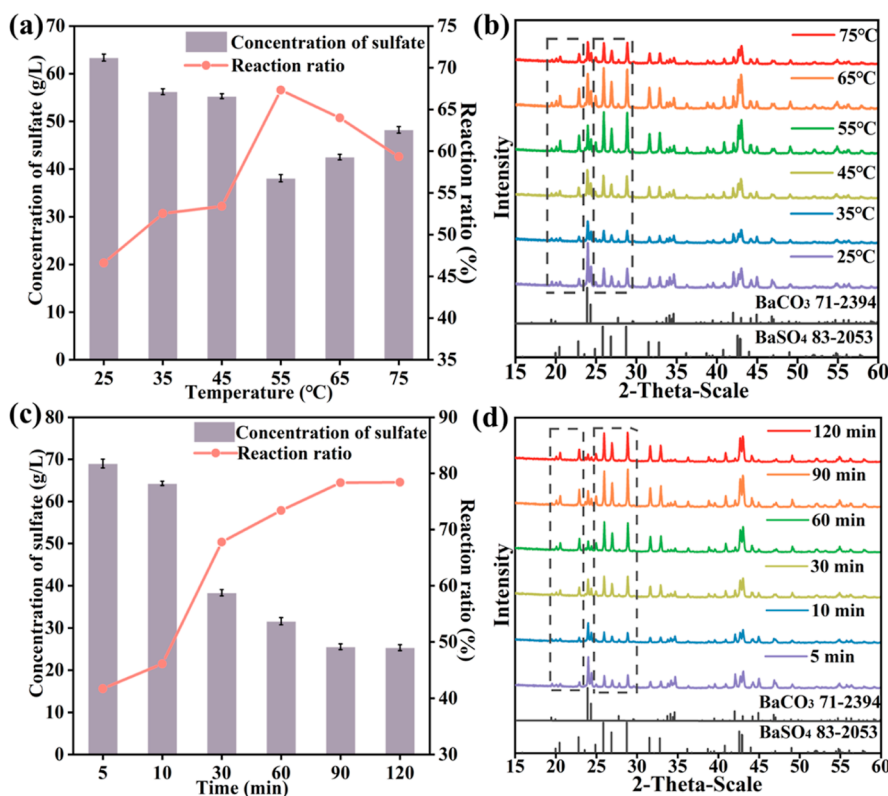 (a)
Concentration of sulfate
Reaction ratio
Concentration of sulfate (g/L)
70
60
50
40
30
20
10
0
25 35 45 55 65 75
Temperature (℃)
75
70
65
60
55
50
45
40
35
Reaction ratio (%)
(b)
75℃
65℃
55℃
45℃
35℃
25℃
BaCO₃ 71-2394
BaSO₄ 83-2053
Intensity
15 20 25 30 35 40 45 50 55 60
2-Theta-Scale
(c)
Concentration of sulfate
Reaction ratio
Concentration of sulfate (g/L)
80
70
60
50
40
30
20
10
0
5 10 30 60 90 120
Time (min)
90
80
70
60
50
40
30
Reaction ratio (%)
(d)
120 min
90 min
60 min
30 min
10 min
5 min
BaCO₃ 71-2394
BaSO₄ 83-2053
Intensity
15 20 25 30 35 40 45 50 55 60
2-Theta-Scale